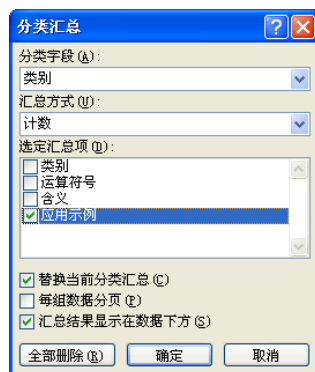 分类汇总
分类字段(A):
类别
汇总方式(U):
计数
选定汇总项(D):
类别
运算符号
含义
应用示例
替换当前分类汇总(C)
每组数据分页(P)
汇总结果显示在数据下方(S)
全部删除(R) 确定 取消